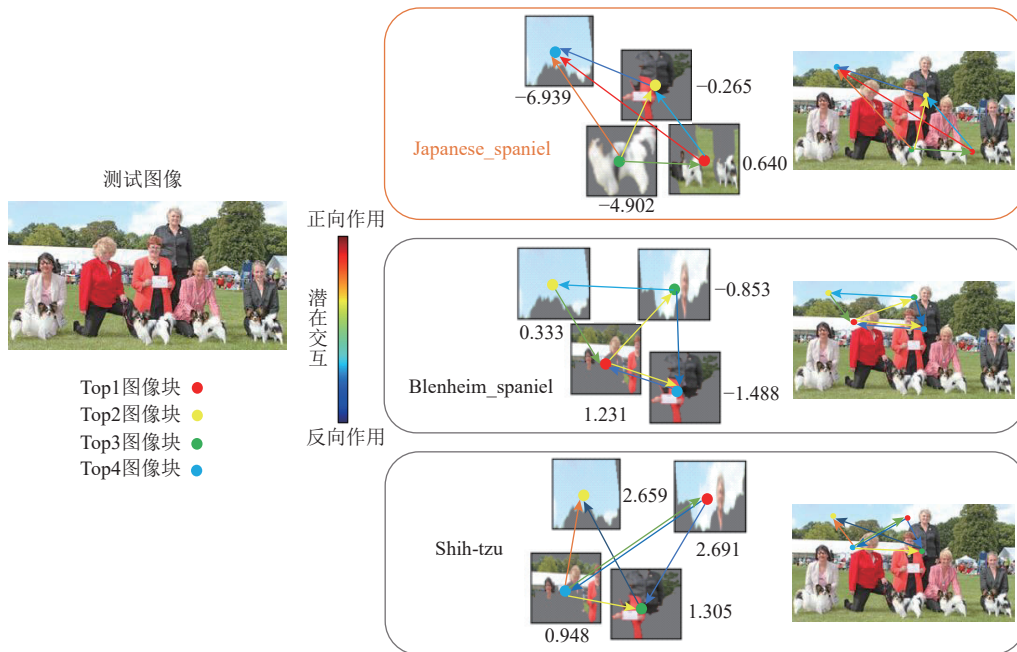 测试图像
Top1图像块
Top2图像块
Top3图像块
Top4图像块
正向作用
潜在交互
反向作用
Japanese_spaniel
−6.939
−0.265
0.640
−4.902
Blenheim_spaniel
−0.853
0.333
−1.488
1.231
Shih-tzu
2.659
2.691
1.305
0.948